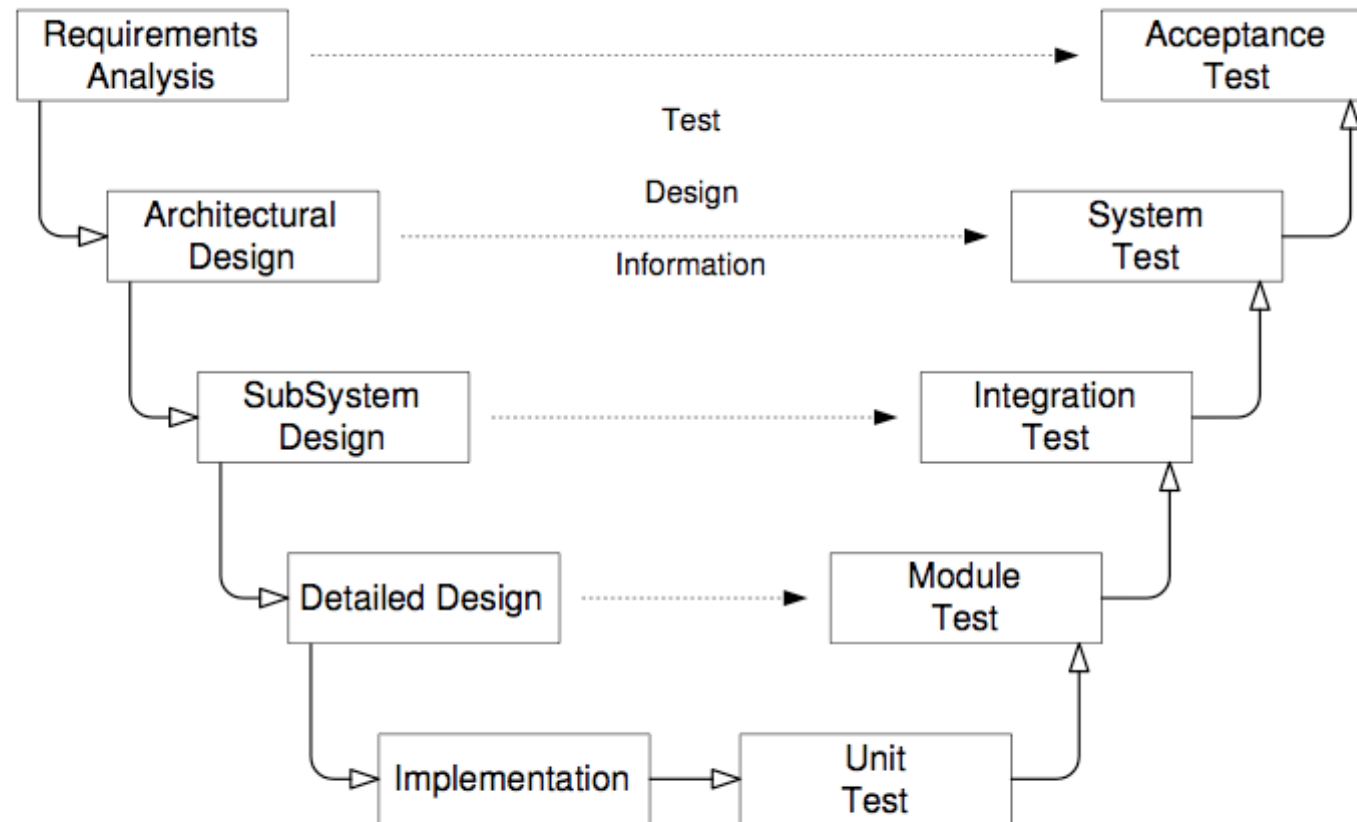 Requirements
Analysis
Acceptance
Test
Test
Design
Information
Architectural
Design
System
Test
SubSystem
Design
Integration
Test
Detailed Design
Module
Test
Implementation
Unit
Test